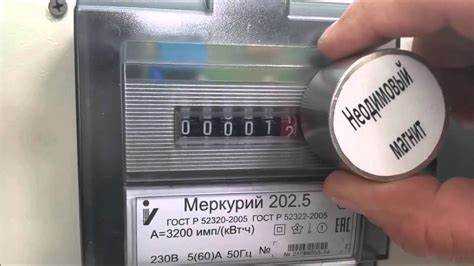 000012
Неодимовый
магнит
Меркурий 202.5
ГОСТ Р 52320-2005 ГОСТ Р 52322-2005
A=3200 имп/(кВт·ч)
230В 5(60)А 50Гц №